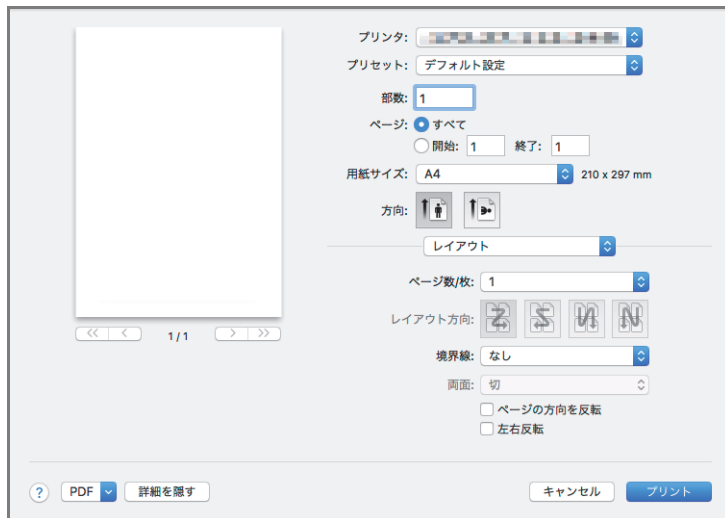 プリンタ:
プリセット: デフォルト設定
部数: 1
ページ: すべて
開始: 1 終了: 1
用紙サイズ: A4 210 x 297 mm
方向:
レイアウト
ページ数/枚: 1
レイアウト方向:
境界線: なし
両面: 切
ページの方向を反転
左右反転
1 / 1
? PDF 詳細を隠す キャンセル プリント